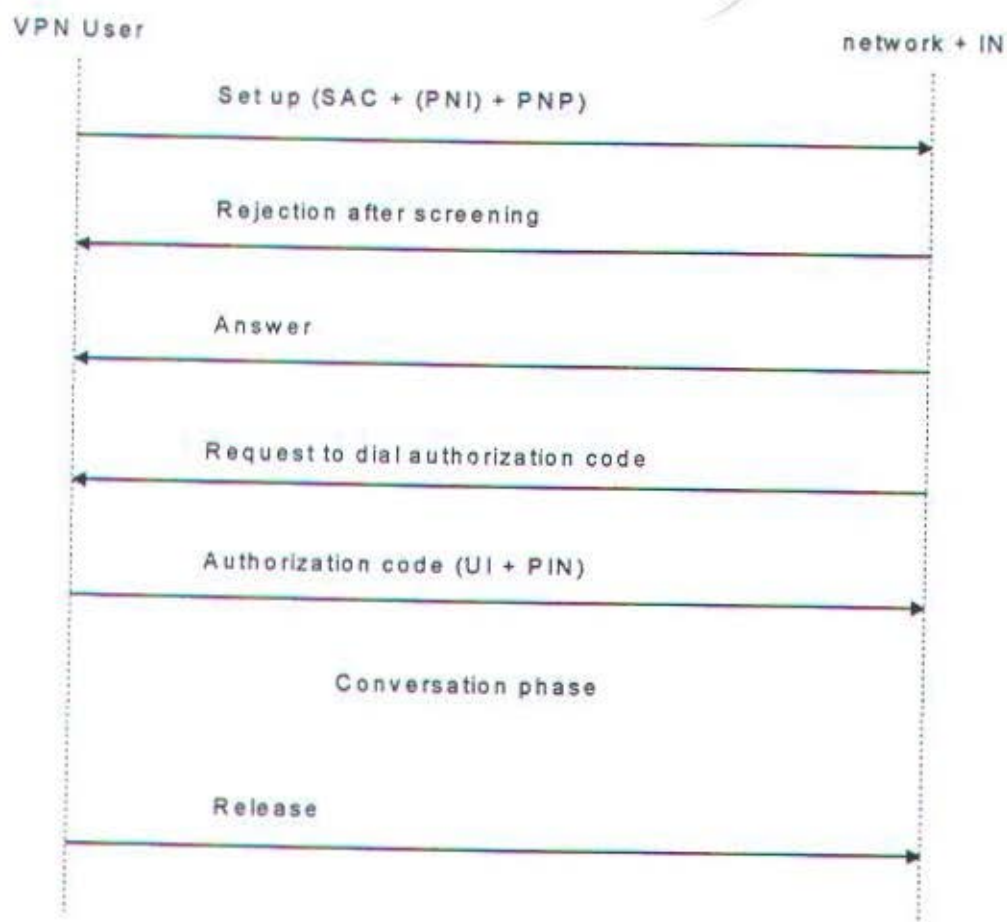 VPN User
network + IN
Set up (SAC + (PNI) + PNP)
Rejection after screening
Answer
Request to dial authorization code
Authorization code (UI + PIN)
Conversation phase
Release